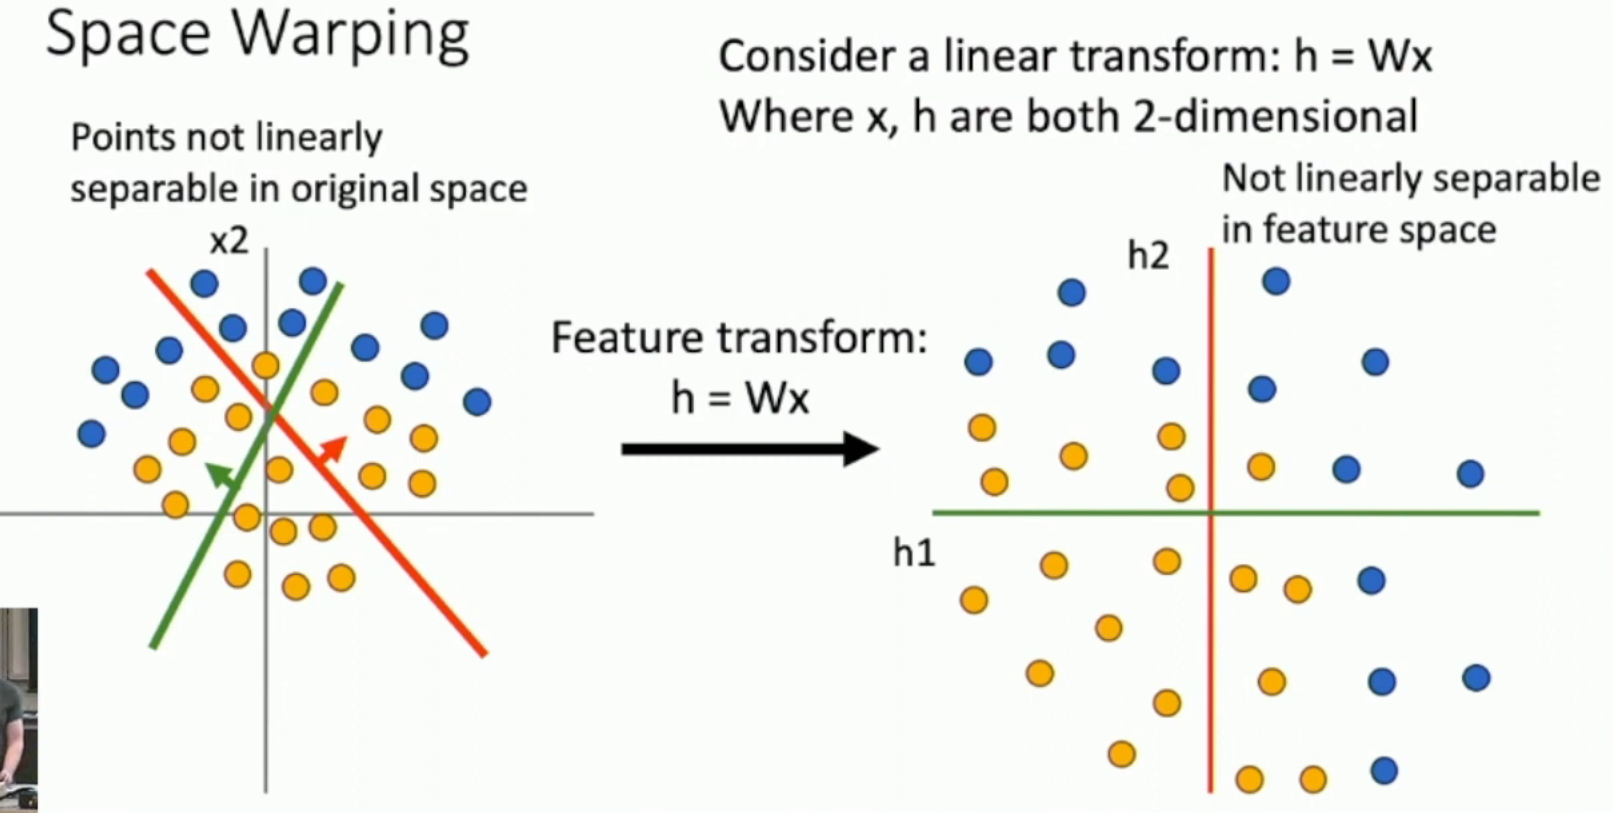 Space Warping
Consider a linear transform: h = Wx
Where x, h are both 2-dimensional
Points not linearly
separable in original space
x2
Feature transform:
h = Wx
Not linearly separable
in feature space
h2
h1